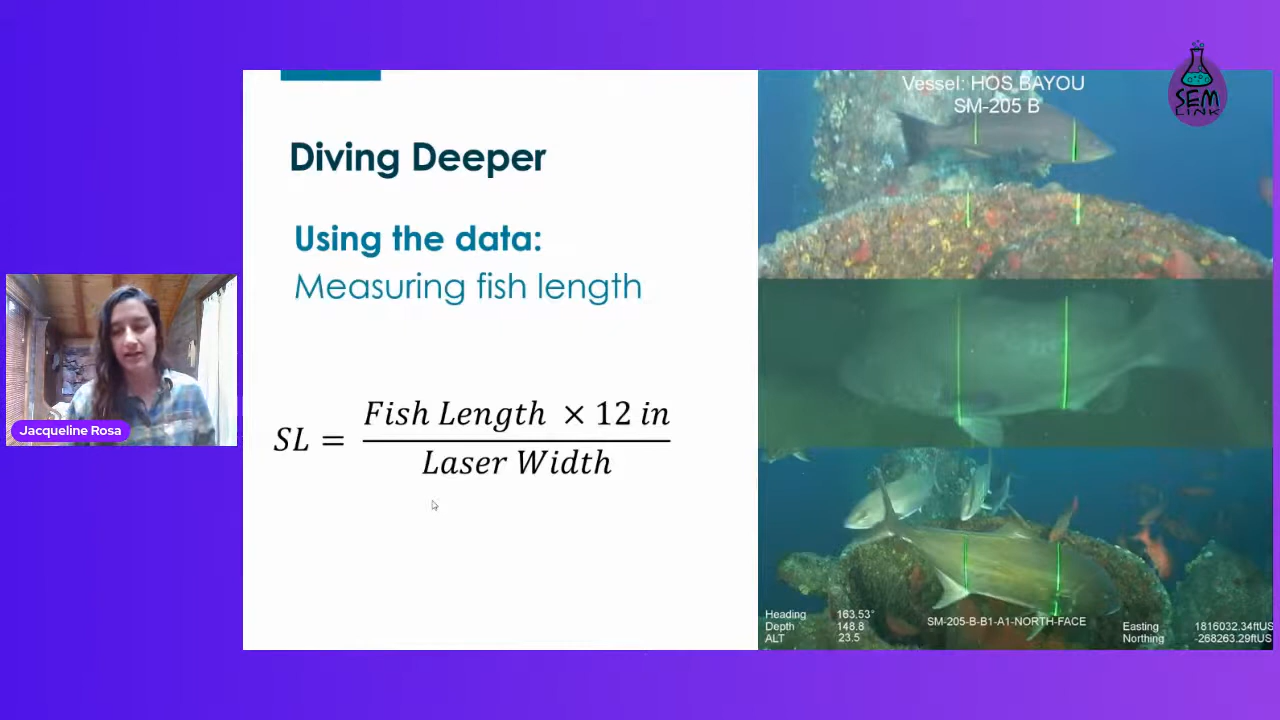 Diving Deeper
Using the data:
Measuring fish length
SL = Fish Length × 12 in / Laser Width
Jacqueline Rosa
Vessel: HOS BAYOU
SM-205 B
SEM
LINK
Heading 163.53°
Depth 148.8
ALT 23.5
SM-205-B-B1-A1-NORTH-FACE
Easting 1816032.34ftUS
Northing -268263.29ftUS